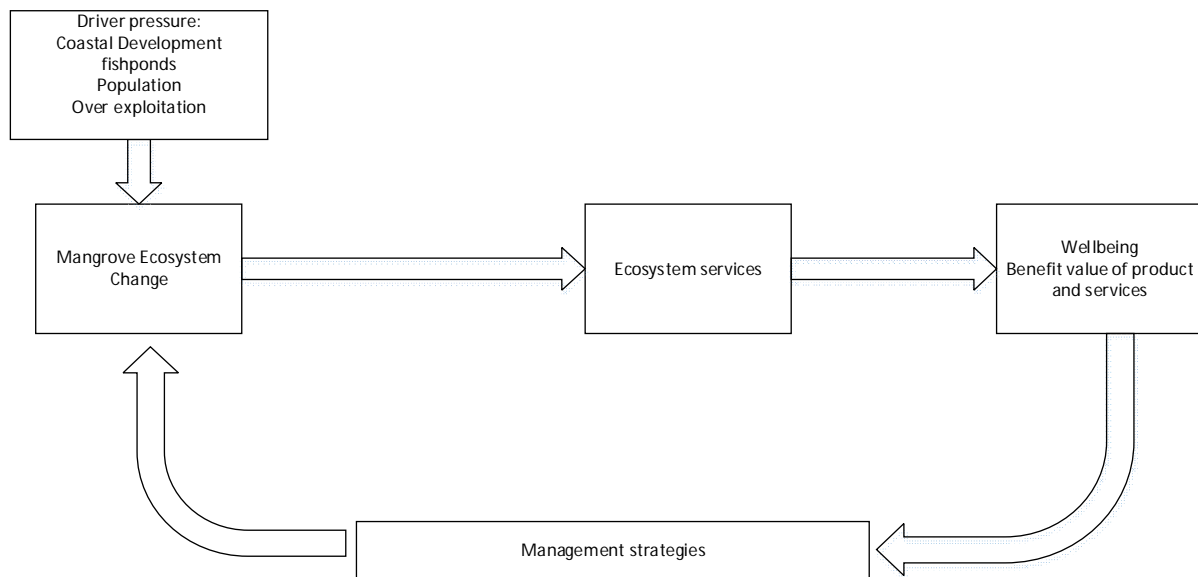 Driver pressure:
Coastal Development
fishponds
Population
Over exploitation
Mangrove Ecosystem
Change
Ecosystem services
Wellbeing
Benefit value of product
and services
Management strategies